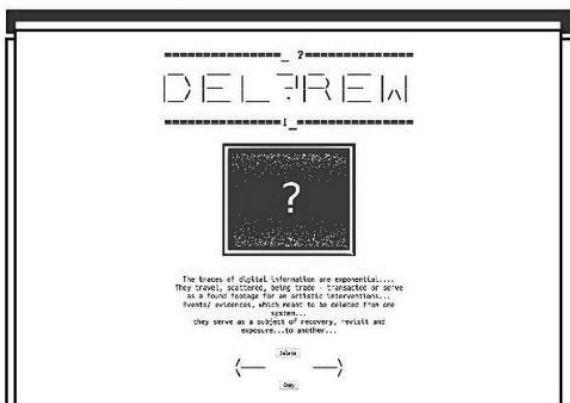 ===============_ ?==============
DEL?REW
===============!_===============
?
The traces of digital information are exponential....
They travel, scattered, being trade - transacted or serve
as a found footage for an artistic interventions...
Events/ evidences, which meant to be deleted from one
system...
they serve as a subject of recovery, revisit and
exposure...to another...
Delete
Copy